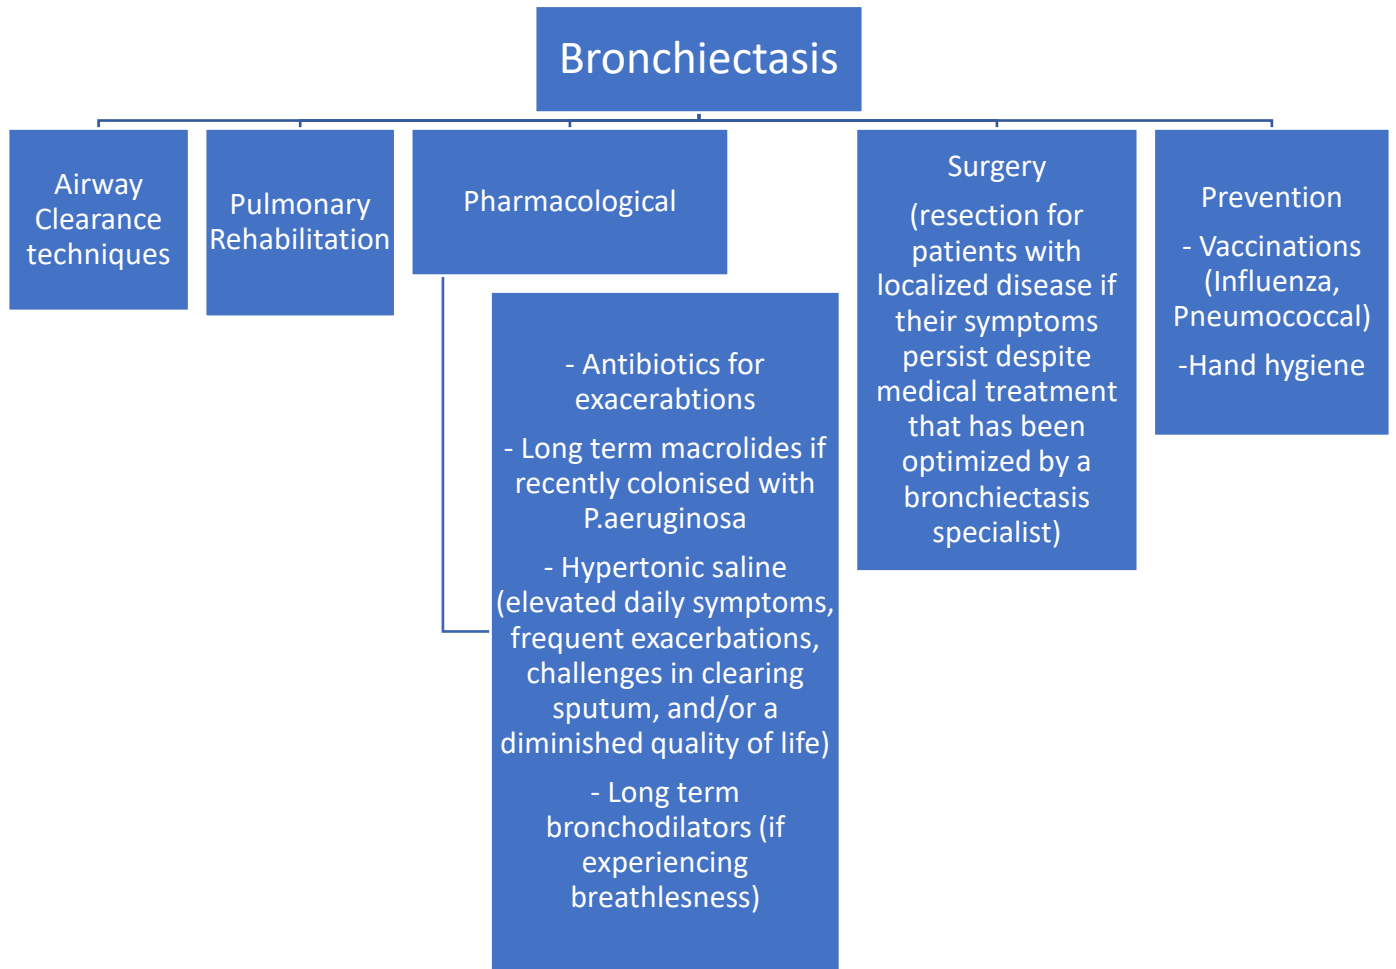 Bronchiectasis
Airway
Clearance
techniques
Pulmonary
Rehabilitation
Pharmacological
- Antibiotics for
exacerabtions
- Long term macrolides if
recently colonised with
P.aeruginosa
- Hypertonic saline
(elevated daily symptoms,
frequent exacerbations,
challenges in clearing
sputum, and/or a
diminished quality of life)
- Long term
bronchodilators (if
experiencing
breathlesness)
Surgery
(resection for
patients with
localized disease if
their symptoms
persist despite
medical treatment
that has been
optimized by a
bronchiectasis
specialist)
Prevention
- Vaccinations
(Influenza,
Pneumococcal)
-Hand hygiene